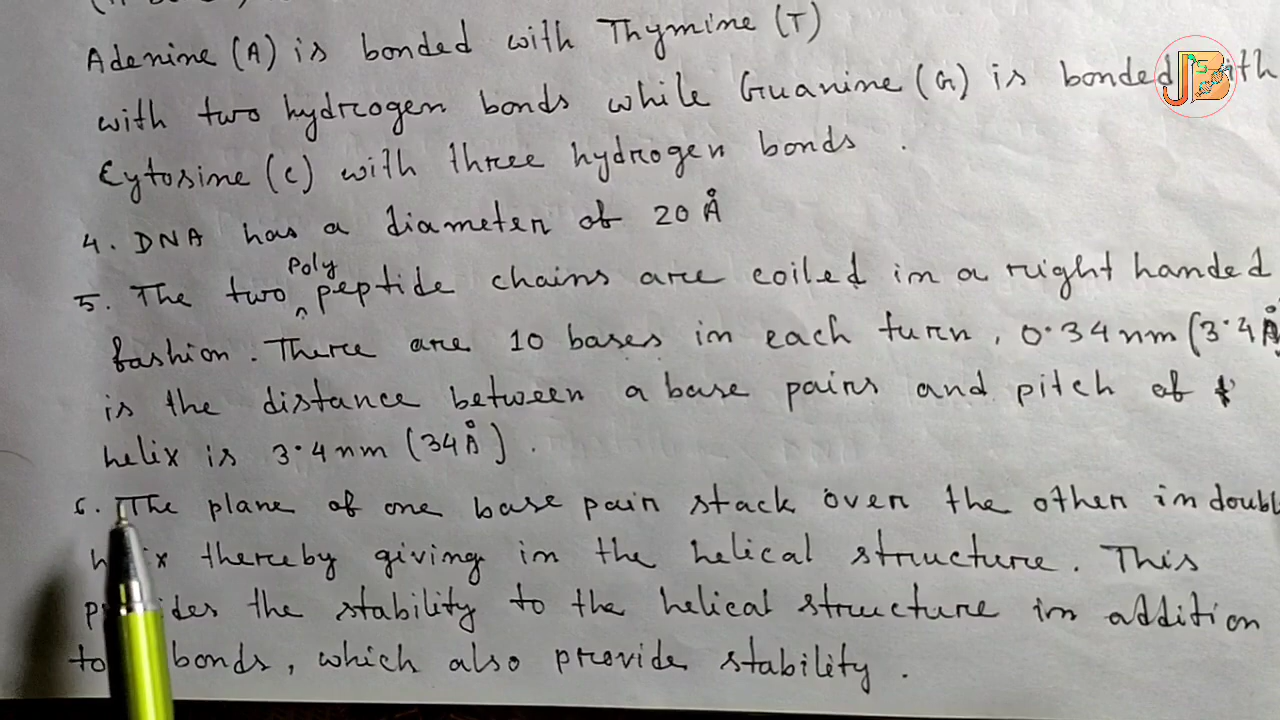 Adenine (A) is bonded with Thymine (T)
with two hydrogen bonds while Guanine (G) is bonded with
Cytosine (C) with three hydrogen bonds.
4. DNA has a diameter of 20 Å
Poly
5. The two peptide chains are coiled in a right handed
fashion. There are 10 bases in each turn, 0.34 nm (3.4 Å
is the distance between a base pairs and pitch of
helix is 3.4 nm (34 Å).
6. The plane of one base pair stack over the other in doubl
thereby giving in the helical structure. This
the stability to the helical structure in addition
to bonds, which also provide stability.
JB